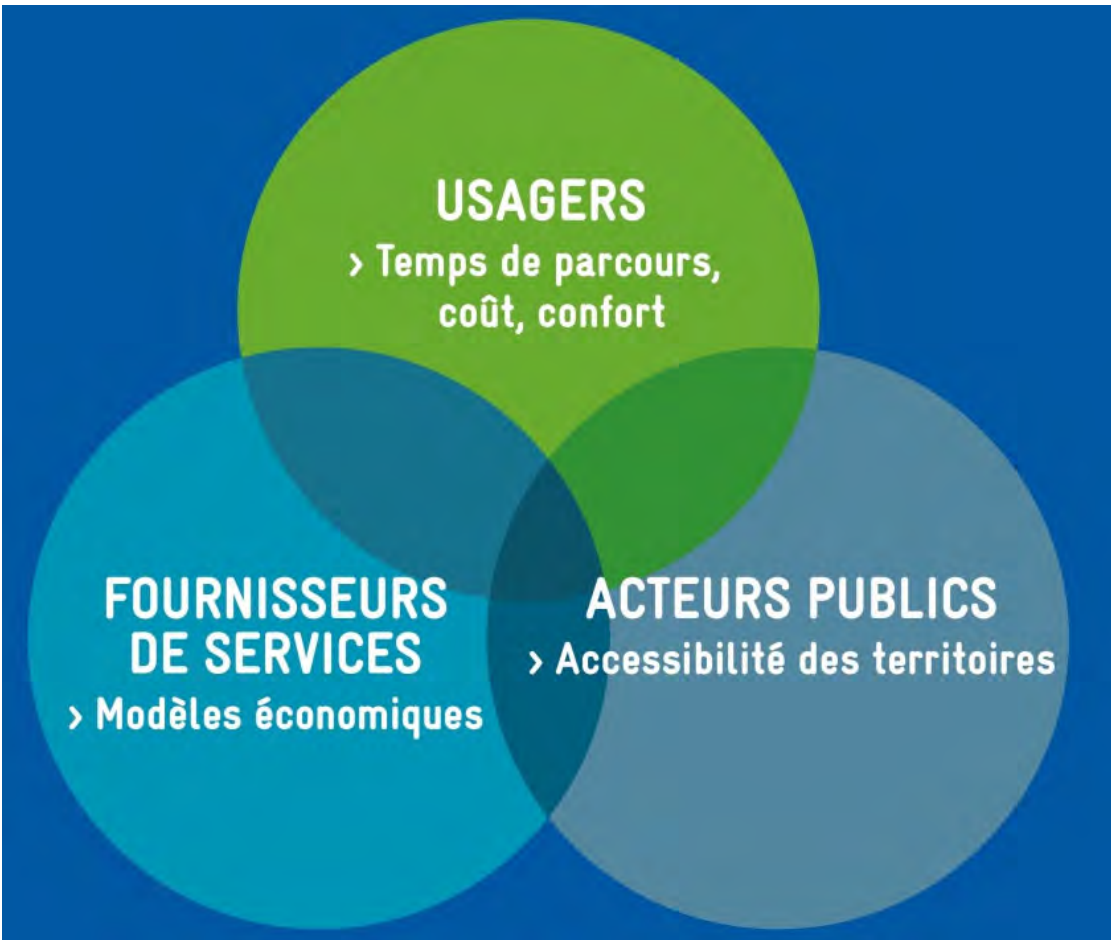 USAGERS
› Temps de parcours,
coût, confort
FOURNISSEURS
DE SERVICES
› Modèles économiques
ACTEURS PUBLICS
› Accessibilité des territoires